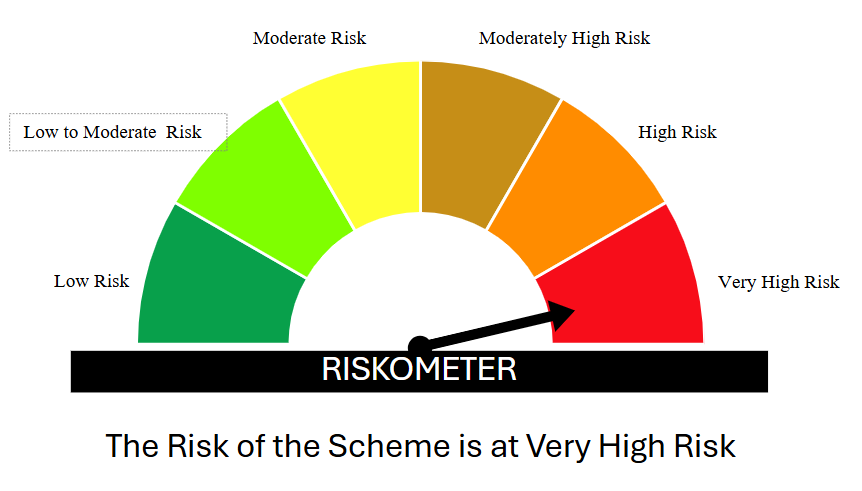 Moderate Risk
Moderately High Risk
Low to Moderate  Risk
High Risk
Low Risk
Very High Risk
RISKOMETER
The Risk of the Scheme is at Very High Risk